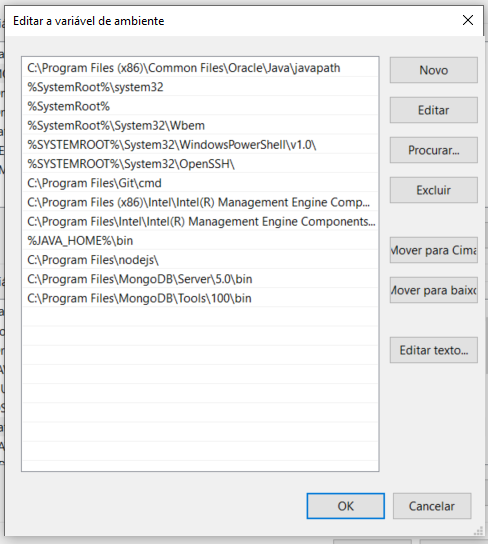 Editar a variável de ambiente
C:\Program Files (x86)\Common Files\Oracle\Java\javapath
%SystemRoot%\system32
%SystemRoot%
%SystemRoot%\System32\Wbem
%SYSTEMROOT%\System32\WindowsPowerShell\v1.0\
%SYSTEMROOT%\System32\OpenSSH\
C:\Program Files\Git\cmd
C:\Program Files (x86)\Intel\Intel(R) Management Engine Comp...
C:\Program Files\Intel\Intel(R) Management Engine Components...
%JAVA_HOME%\bin
C:\Program Files\nodejs\
C:\Program Files\MongoDB\Server\5.0\bin
C:\Program Files\MongoDB\Tools\100\bin
Novo
Editar
Procurar...
Excluir
Mover para Cima
Mover para baixo
Editar texto...
OK
Cancelar